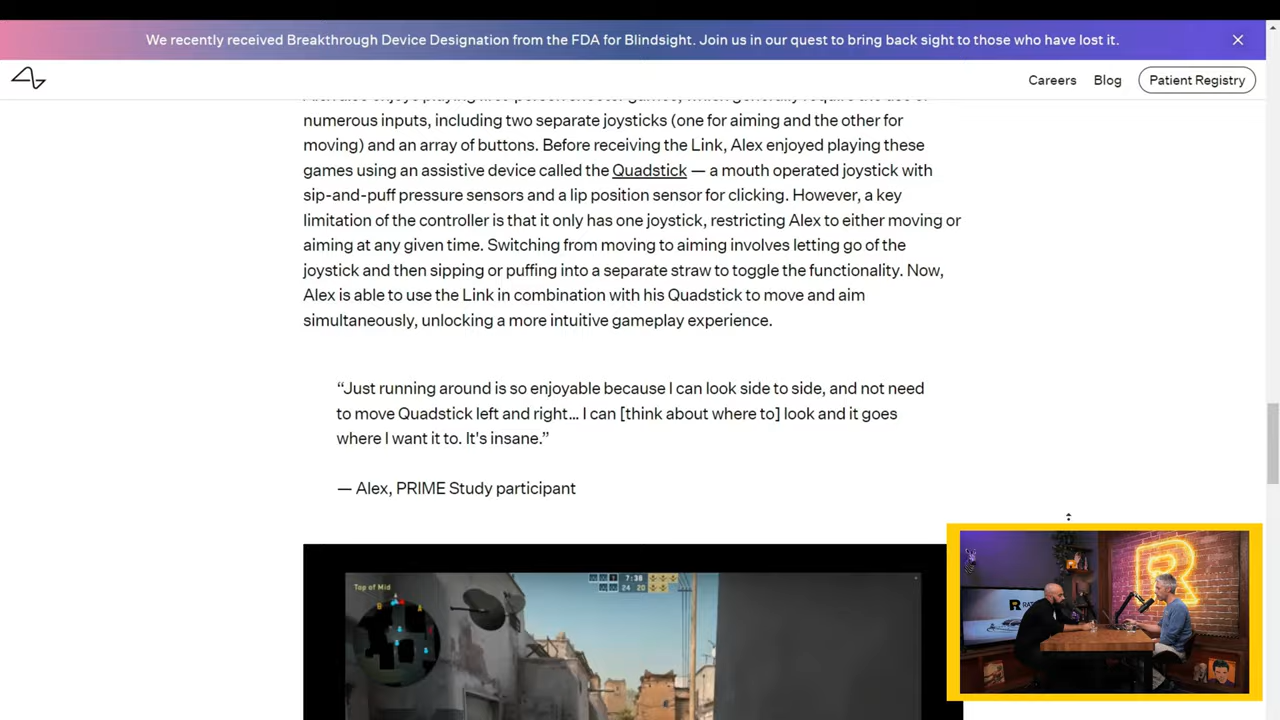 We recently received Breakthrough Device Designation from the FDA for Blindsight. Join us in our quest to bring back sight to those who have lost it.
Careers
Blog
Patient Registry
numerous inputs, including two separate joysticks (one for aiming and the other for
moving) and an array of buttons. Before receiving the Link, Alex enjoyed playing these
games using an assistive device called the Quadstick — a mouth operated joystick with
sip-and-puff pressure sensors and a lip position sensor for clicking. However, a key
limitation of the controller is that it only has one joystick, restricting Alex to either moving or
aiming at any given time. Switching from moving to aiming involves letting go of the
joystick and then sipping or puffing into a separate straw to toggle the functionality. Now,
Alex is able to use the Link in combination with his Quadstick to move and aim
simultaneously, unlocking a more intuitive gameplay experience.
“Just running around is so enjoyable because I can look side to side, and not need
to move Quadstick left and right… I can [think about where to] look and it goes
where I want it to. It's insane.”
— Alex, PRIME Study participant
Top of Mid
7:38
24 20
R